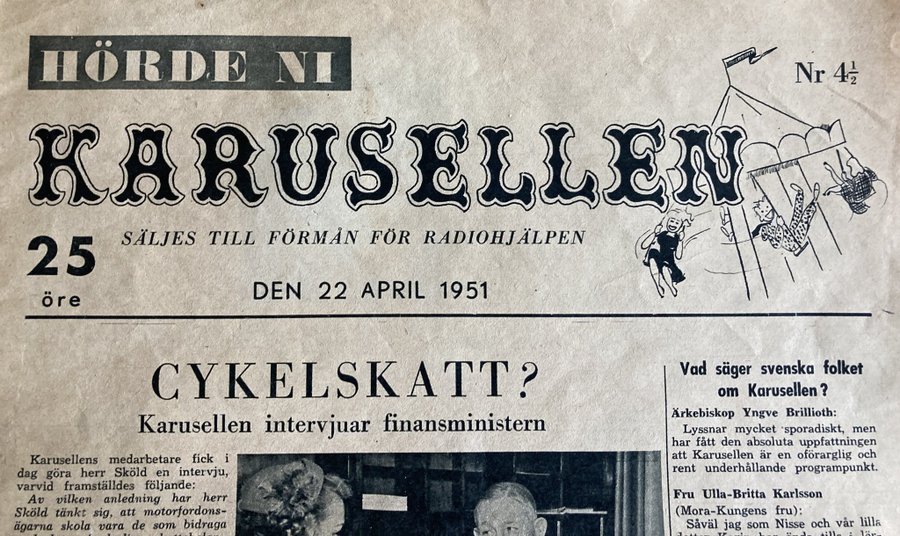 HÖRDE NI
Nr 4½
KARUSELLEN
SÄLJES TILL FÖRMÅN FÖR RADIOHJÄLPEN
25
öre
DEN 22 APRIL 1951
CYKELSKATT?
Karusellen intervjuar finansministern
Karusellens medarbetare fick i
dag göra herr Sköld en intervju,
varvid framställdes följande:
Av vilken anledning har herr
Sköld tänkt sig, att motorfordons-
ägarna skola vara de som bidraga
Vad säger svenska folket
om Karusellen?
Ärkebiskop Yngve Brillioth:
Lyssnar mycket sporadiskt, men
har fått den absoluta uppfattningen
att Karusellen är en oförarglig och
rent underhållande programpunkt.
Fru Ulla-Britta Karlsson
(Mora-Kungens fru):
Såväl jag som Nisse och vår lilla